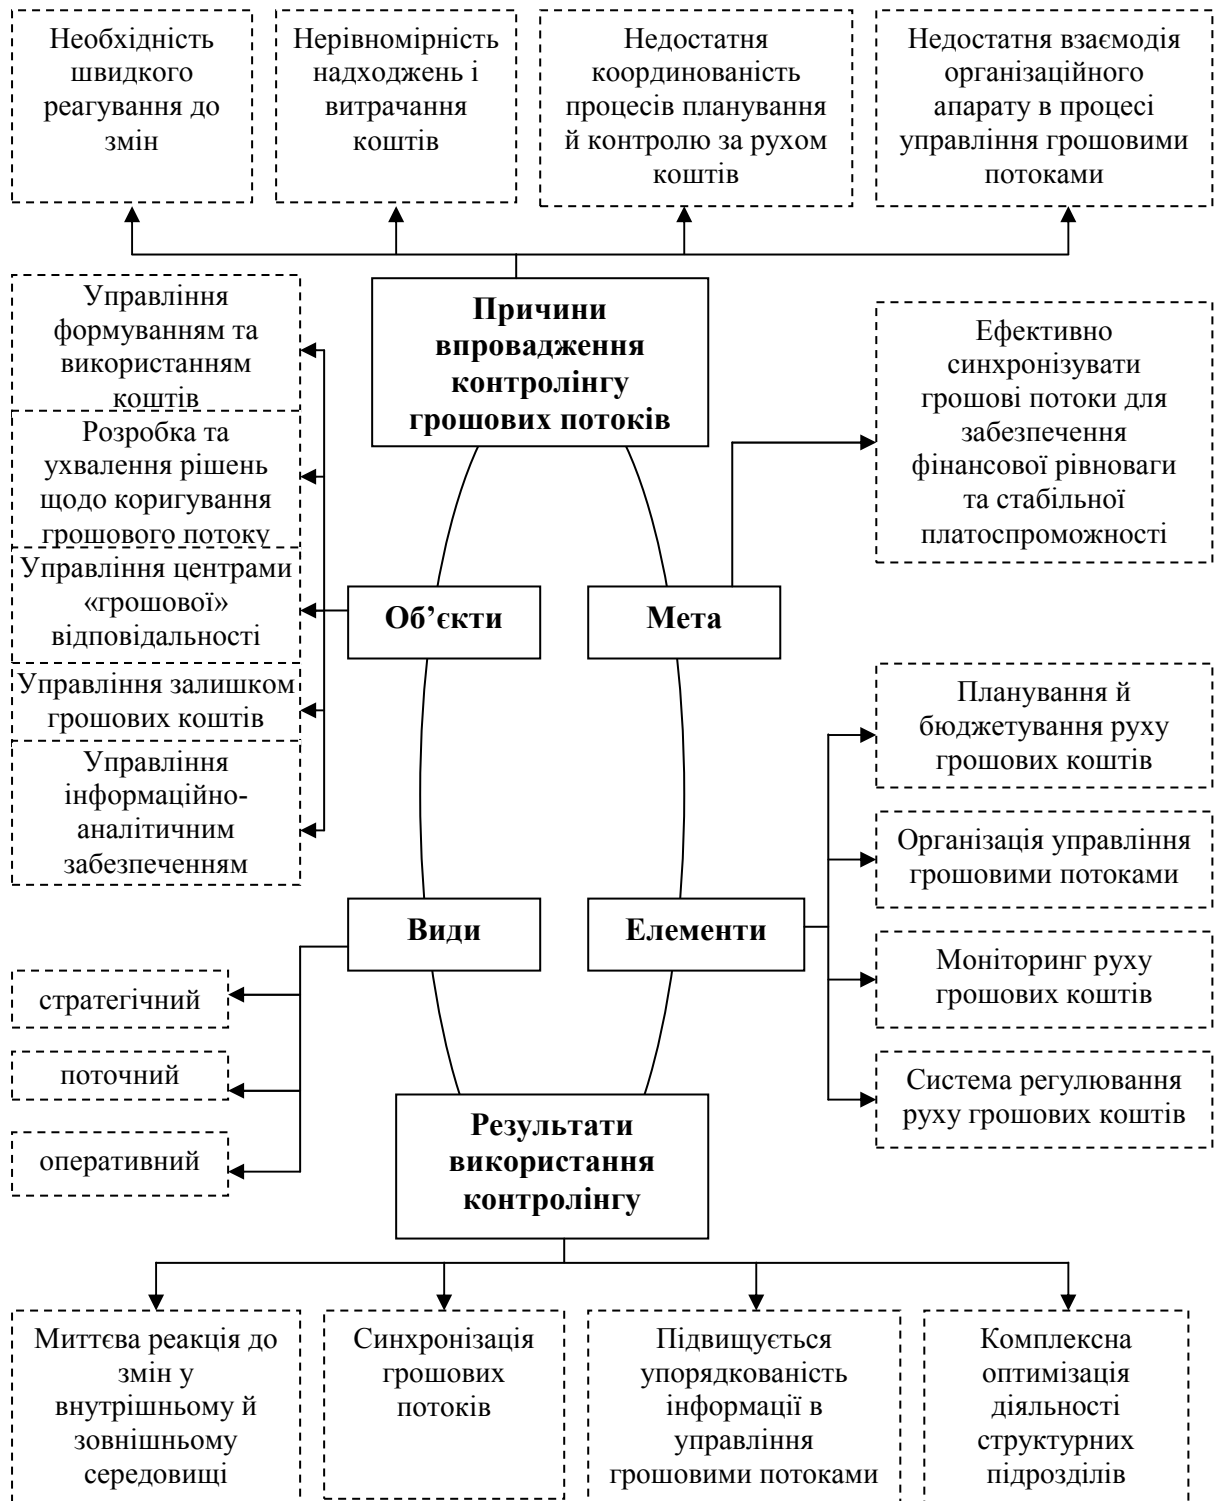 Необхідність
швидкого
реагування до
змін
Нерівномірність
надходжень і
витрачання
коштів
Недостатня
координованість
процесів планування
й контролю за рухом
коштів
Недостатня взаємодія
організаційного
апарату в процесі
управління грошовими
потоками
Причини
впровадження
контролінгу
грошових потоків
Управління
формуванням та
використанням
коштів
Розробка та
ухвалення рішень
щодо коригування
грошового потоку
Управління центрами
«грошової»
відповідальності
Управління залишком
грошових коштів
Управління
інформаційно-
аналітичним
забезпеченням
Об’єкти
Мета
Ефективно
синхронізувати
грошові потоки для
забезпечення
фінансової рівноваги
та стабільної
платоспроможності
Види
Елементи
Планування й
бюджетування руху
грошових коштів
Організація управління
грошовими потоками
Моніторинг руху
грошових коштів
Система регулювання
руху грошових коштів
стратегічний
поточний
оперативний
Результати
використання
контролінгу
Миттєва реакція до
змін у
внутрішньому й
зовнішньому
середовищі
Синхронізація
грошових
потоків
Підвищується
упорядкованість
інформації в
управління
грошовими потоками
Комплексна
оптимізація
діяльності
структурних
підрозділів